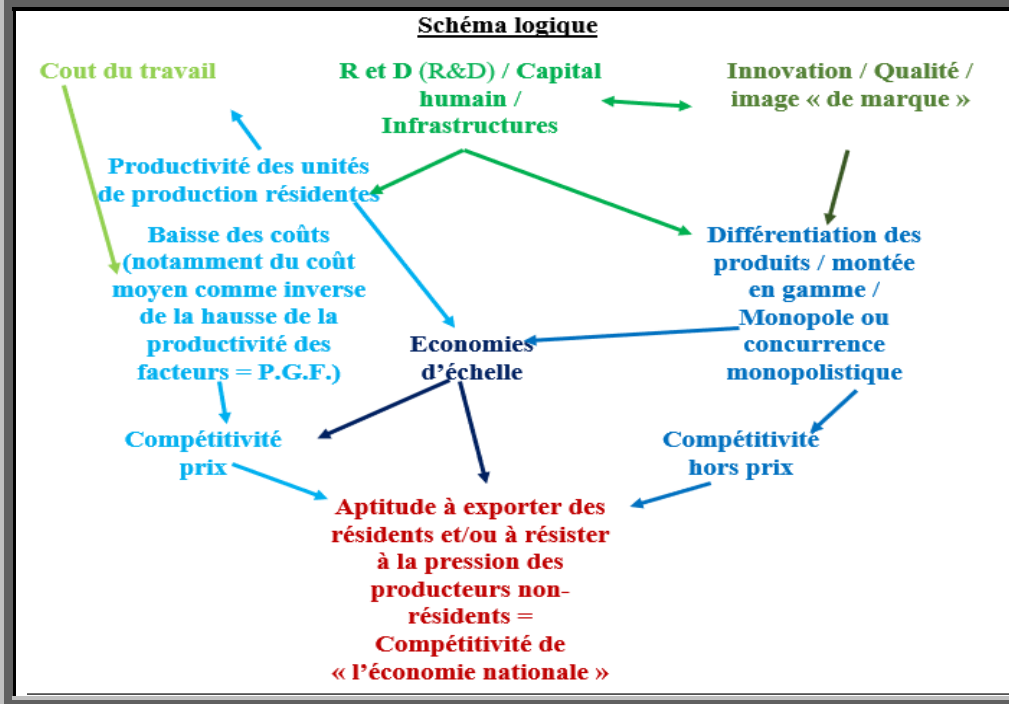 Schéma logique
Cout du travail
R et D (R&D) / Capital
humain /
Infrastructures
Innovation / Qualité /
image « de marque »
Productivité des unités
de production résidentes
Baisse des coûts
(notamment du coût
moyen comme inverse
de la hausse de la
productivité des
facteurs = P.G.F.)
Différentiation des
produits / montée
en gamme /
Monopole ou
concurrence
monopolistique
Economies
d’échelle
Compétitivité
prix
Compétitivité
hors prix
Aptitude à exporter des
résidents et/ou à résister
à la pression des
producteurs non-
résidents =
Compétitivité de
« l’économie nationale »